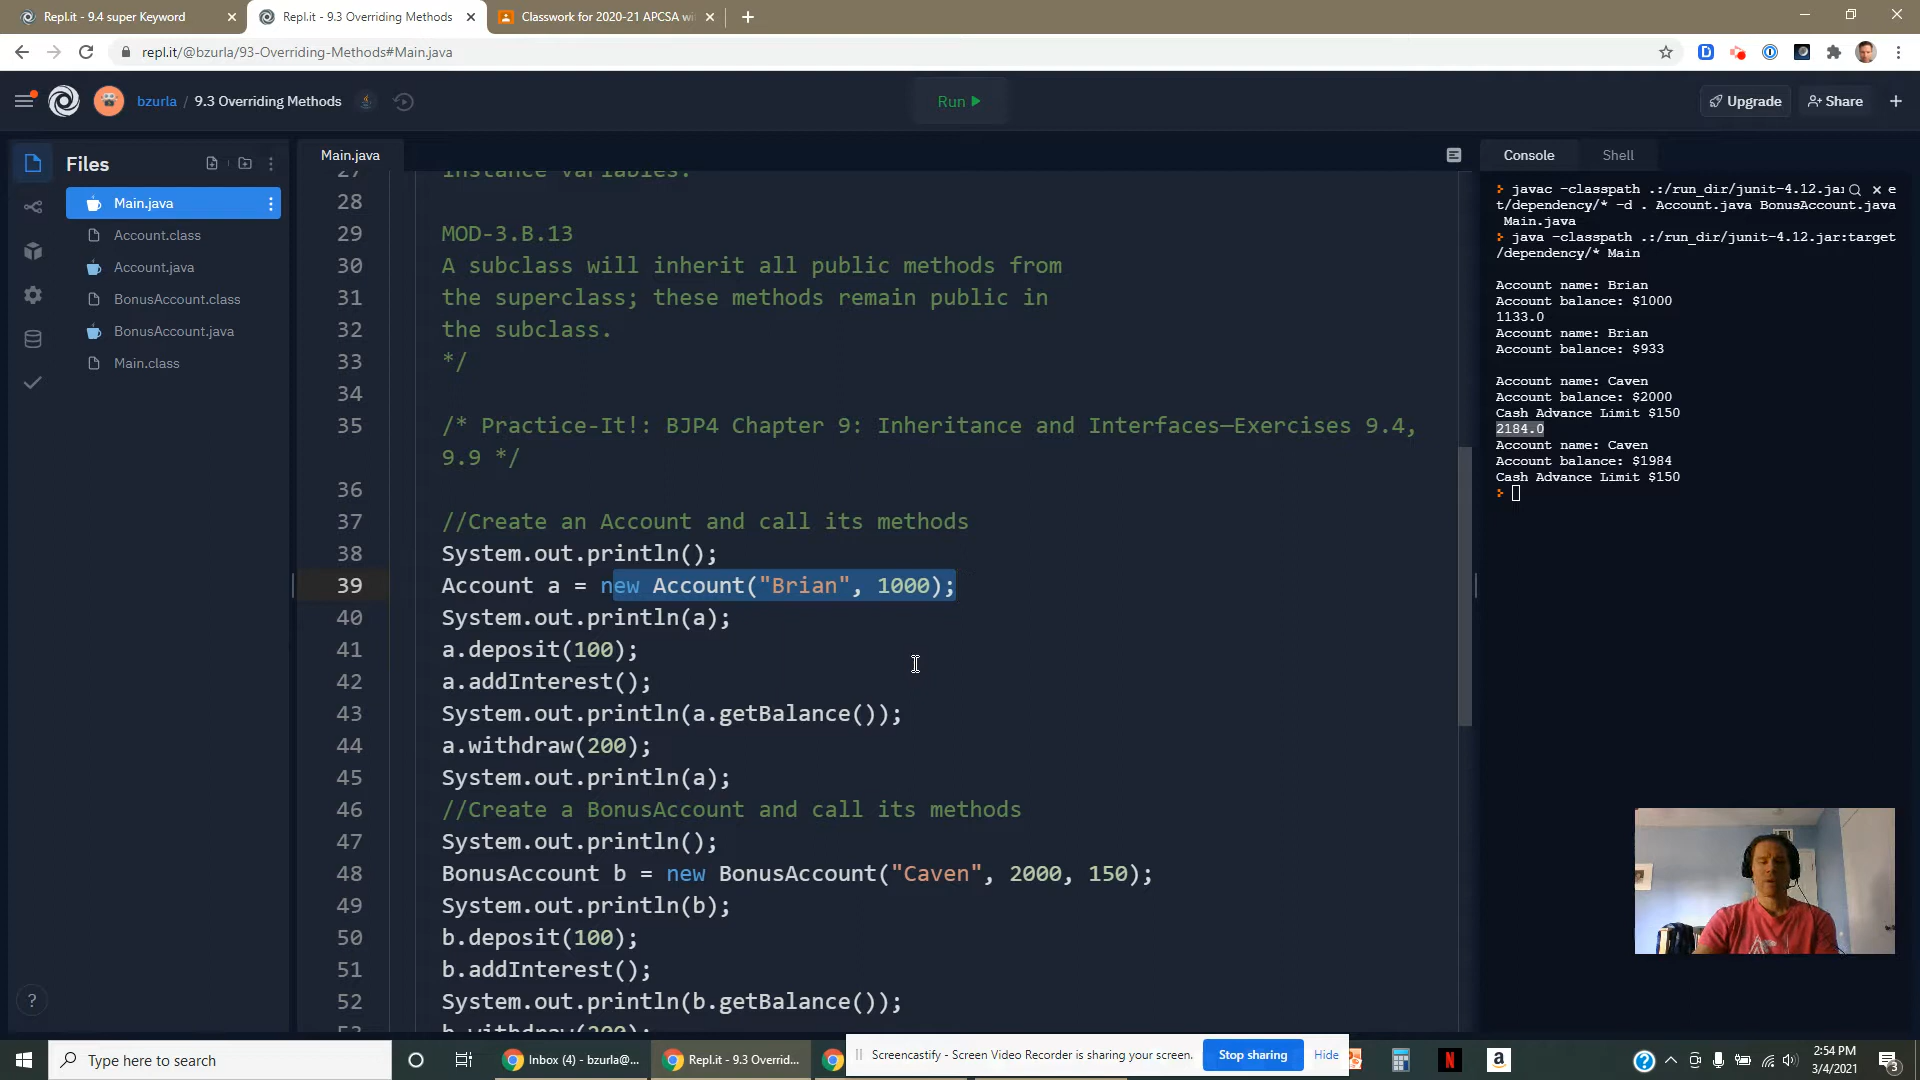 Repl.it - 9.4 super Keyword
Repl.it - 9.3 Overriding Methods
Classwork for 2020-21 APCSA wi
repl.it/@bzurla/93-Overriding-Methods#Main.java
bzurla / 9.3 Overriding Methods
Run
Upgrade
Share
Files
Main.java
Account.class
Account.java
BonusAccount.class
BonusAccount.java
Main.class
Main.java
27 instance variables.
28
29 MOD-3.B.13
30 A subclass will inherit all public methods from
31 the superclass; these methods remain public in
32 the subclass.
33 */
34
35 /* Practice-It!: BJP4 Chapter 9: Inheritance and Interfaces—Exercises 9.4,
9.9 */
36
37 //Create an Account and call its methods
38 System.out.println();
39 Account a = new Account("Brian", 1000);
40 System.out.println(a);
41 a.deposit(100);
42 a.addInterest();
43 System.out.println(a.getBalance());
44 a.withdraw(200);
45 System.out.println(a);
46 //Create a BonusAccount and call its methods
47 System.out.println();
48 BonusAccount b = new BonusAccount("Caven", 2000, 150);
49 System.out.println(b);
50 b.deposit(100);
51 b.addInterest();
52 System.out.println(b.getBalance());
53 b.withdraw(200);
Console
Shell
javac -classpath .:/run_dir/junit-4.12.jar e
t/dependency/* -d . Account.java BonusAccount.java
Main.java
java -classpath .:/run_dir/junit-4.12.jar:target
/dependency/* Main
Account name: Brian
Account balance: $1000
1133.0
Account name: Brian
Account balance: $933
Account name: Caven
Account balance: $2000
Cash Advance Limit $150
2184.0
Account name: Caven
Account balance: $1984
Cash Advance Limit $150
Type here to search
Inbox (4) - bzurla@...
Repl.it - 9.3 Overrid...
Screencastify - Screen Video Recorder is sharing your screen.
Stop sharing
Hide
2:54 PM
3/4/2021
3